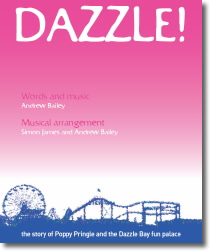 DAZZLE!
Words and music
Andrew Bailey
Musical arrangement
Simon James and Andrew Bailey
the story of Poppy Pringle and the Dazzle Bay fun palace